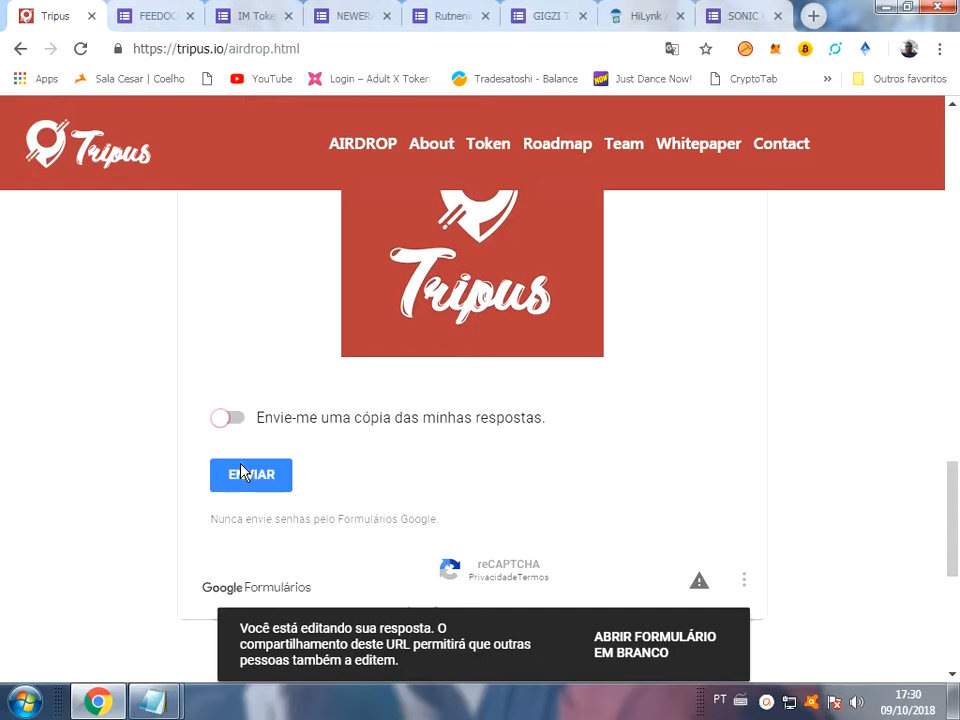 Tripus
FEEDOC
IM Toke
NEWERA
Rutnenin
GIGZI T
HiLynk A
SONIC
https://tripus.io/airdrop.html
Apps
Sala Cesar | Coelho
YouTube
Login – Adult X Token
Tradesatoshi - Balance
Just Dance Now!
CryptoTab
»
Outros favoritos
Tripus
AIRDROP About Token Roadmap Team Whitepaper Contact
Tripus
Envie-me uma cópia das minhas respostas.
ENVIAR
Nunca envie senhas pelo Formulários Google.
reCAPTCHA
PrivacidadeTermos
Google Formulários
Você está editando sua resposta. O
compartilhamento deste URL permitirá que outras
pessoas também a editem.
ABRIR FORMULÁRIO
EM BRANCO
PT
17:30
09/10/2018